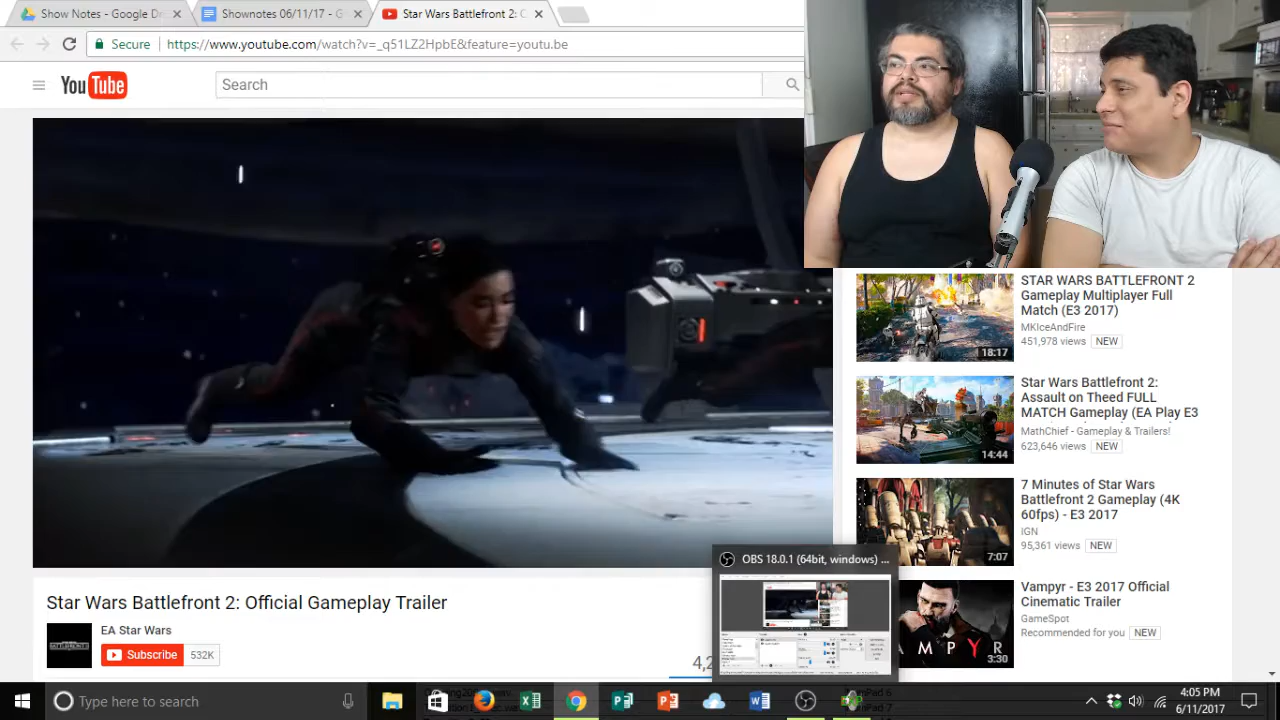 Show Notes - Google Driv
Shownotes 06/11/17 - G
Star Wars Battlefront 2: C
Secure
https://www.youtube.com/watch?v=_q51LZ2HpbE&feature=youtu.be
YouTube
Search
STAR WARS BATTLEFRONT 2
Gameplay Multiplayer Full
Match (E3 2017)
MKIceAndFire
451,978 views NEW
18:17
Star Wars Battlefront 2:
Assault on Theed FULL
MATCH Gameplay (EA Play E3
MathChief - Gameplay & Trailers!
623,646 views NEW
14:44
7 Minutes of Star Wars
Battlefront 2 Gameplay (4K
60fps) - E3 2017
IGN
95,361 views NEW
7:07
Vampyr - E3 2017 Official
Cinematic Trailer
GameSpot
Recommended for you NEW
AMPYR
3:30
OBS 18.0.1 (64bit, windows) ...
Star Wars Battlefront 2: Official Gameplay Trailer
EA Star Wars
Subscribe 532K
4,2
Type here to search
4:05 PM
6/11/2017